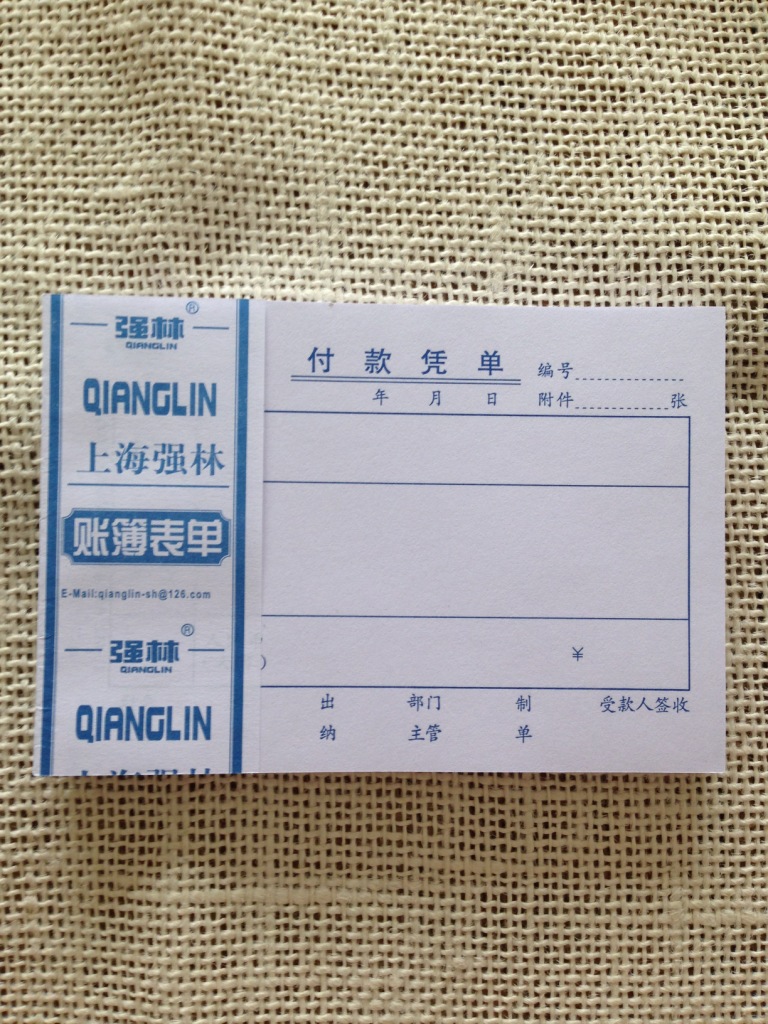 强林®
QIANGLIN
QIANGLIN
上海强林
账簿表单
E-Mail:qianglin-sh@126.com
强林®
QIANGLIN
QIANGLIN
付款凭单
编号
年 月 日
附件 张
¥
出纳
部门主管
制单
受款人签收